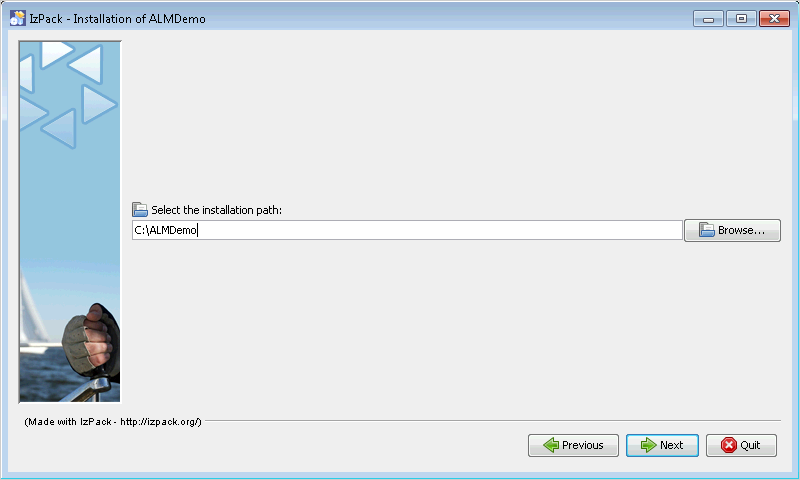 IzPack - Installation of ALMDemo
Select the installation path:
C:\ALMDemo
Browse...
(Made with IzPack - http://izpack.org/)
Previous
Next
Quit